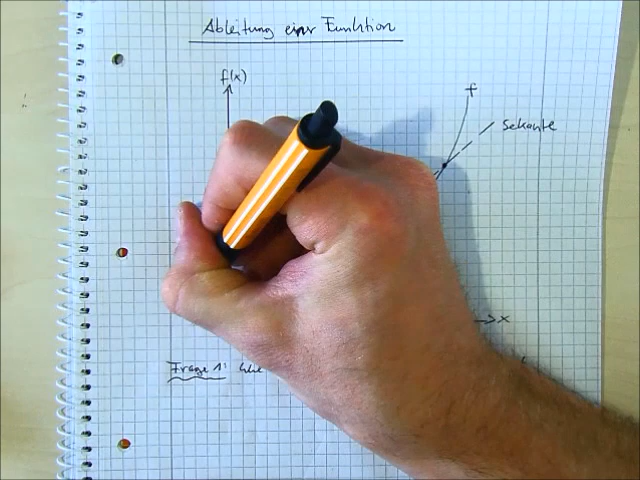 Ableitung einer Funktion
f(x)
f
Sekante
x
Frage 1: